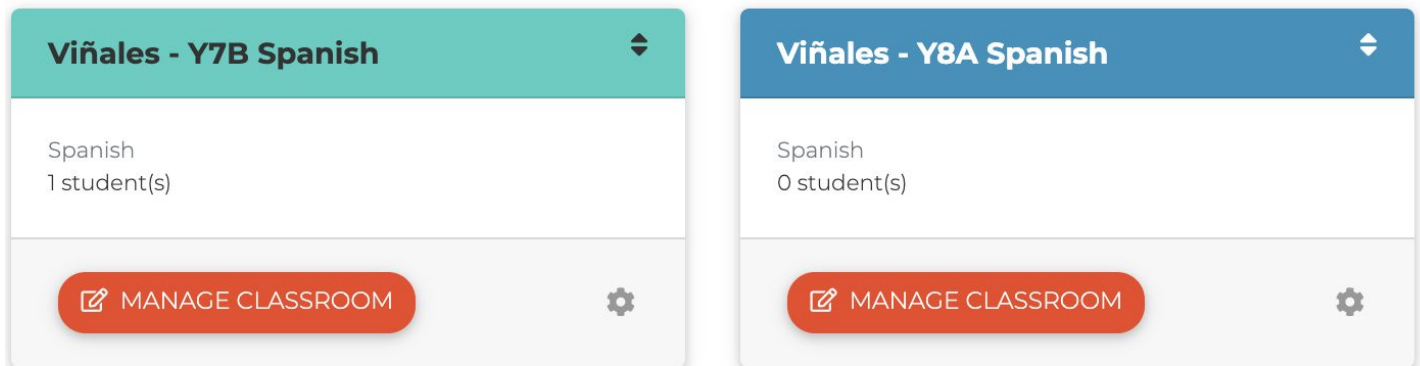 Viñales - Y7B Spanish
Spanish
1 student(s)
MANAGE CLASSROOM
Viñales - Y8A Spanish
Spanish
0 student(s)
MANAGE CLASSROOM